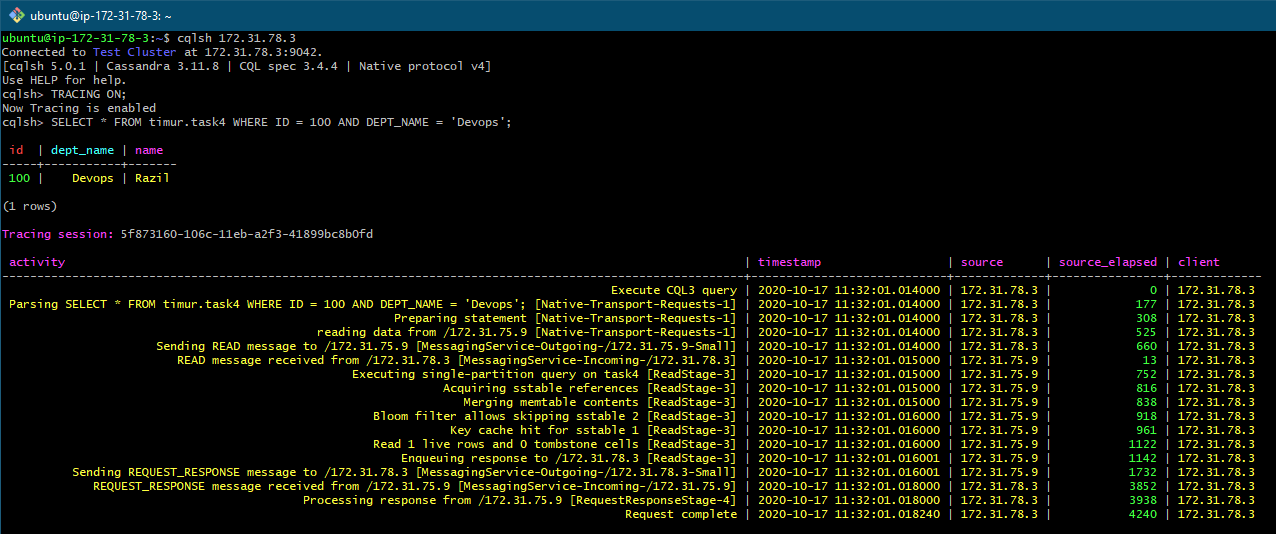 ubuntu@ip-172-31-78-3: ~
ubuntu@ip-172-31-78-3:~$ cqlsh 172.31.78.3
Connected to Test Cluster at 172.31.78.3:9042.
[cqlsh 5.0.1 | Cassandra 3.11.8 | CQL spec 3.4.4 | Native protocol v4]
Use HELP for help.
cqlsh> TRACING ON;
Now Tracing is enabled
cqlsh> SELECT * FROM timur.task4 WHERE ID = 100 AND DEPT_NAME = 'Devops';
id | dept_name | name
-----+-----------+-------
100 | Devops | Razil
(1 rows)
Tracing session: 5f873160-106c-11eb-a2f3-41899bc8b0fd
activity | timestamp | source | source_elapsed | client
Execute CQL3 query | 2020-10-17 11:32:01.014000 | 172.31.78.3 | 0 | 172.31.78.3
Parsing SELECT * FROM timur.task4 WHERE ID = 100 AND DEPT_NAME = 'Devops'; [Native-Transport-Requests-1] | 2020-10-17 11:32:01.014000 | 172.31.78.3 | 177 | 172.31.78.3
Preparing statement [Native-Transport-Requests-1] | 2020-10-17 11:32:01.014000 | 172.31.78.3 | 308 | 172.31.78.3
reading data from /172.31.75.9 [Native-Transport-Requests-1] | 2020-10-17 11:32:01.014000 | 172.31.78.3 | 525 | 172.31.78.3
Sending READ message to /172.31.75.9 [MessagingService-Outgoing-/172.31.75.9-Small] | 2020-10-17 11:32:01.014000 | 172.31.78.3 | 660 | 172.31.78.3
READ message received from /172.31.78.3 [MessagingService-Incoming-/172.31.78.3] | 2020-10-17 11:32:01.015000 | 172.31.75.9 | 13 | 172.31.78.3
Executing single-partition query on task4 [ReadStage-3] | 2020-10-17 11:32:01.015000 | 172.31.75.9 | 752 | 172.31.78.3
Acquiring sstable references [ReadStage-3] | 2020-10-17 11:32:01.015000 | 172.31.75.9 | 816 | 172.31.78.3
Merging memtable contents [ReadStage-3] | 2020-10-17 11:32:01.015000 | 172.31.75.9 | 838 | 172.31.78.3
Bloom filter allows skipping sstable 2 [ReadStage-3] | 2020-10-17 11:32:01.016000 | 172.31.75.9 | 918 | 172.31.78.3
Key cache hit for sstable 1 [ReadStage-3] | 2020-10-17 11:32:01.016000 | 172.31.75.9 | 961 | 172.31.78.3
Read 1 live rows and 0 tombstone cells [ReadStage-3] | 2020-10-17 11:32:01.016000 | 172.31.75.9 | 1122 | 172.31.78.3
Enqueuing response to /172.31.78.3 [ReadStage-3] | 2020-10-17 11:32:01.016001 | 172.31.75.9 | 1142 | 172.31.78.3
Sending REQUEST_RESPONSE message to /172.31.78.3 [MessagingService-Outgoing-/172.31.78.3-Small] | 2020-10-17 11:32:01.016001 | 172.31.75.9 | 1732 | 172.31.78.3
REQUEST_RESPONSE message received from /172.31.75.9 [MessagingService-Incoming-/172.31.75.9] | 2020-10-17 11:32:01.018000 | 172.31.78.3 | 3852 | 172.31.78.3
Processing response from /172.31.75.9 [RequestResponseStage-4] | 2020-10-17 11:32:01.018000 | 172.31.78.3 | 3938 | 172.31.78.3
Request complete | 2020-10-17 11:32:01.018240 | 172.31.78.3 | 4240 | 172.31.78.3